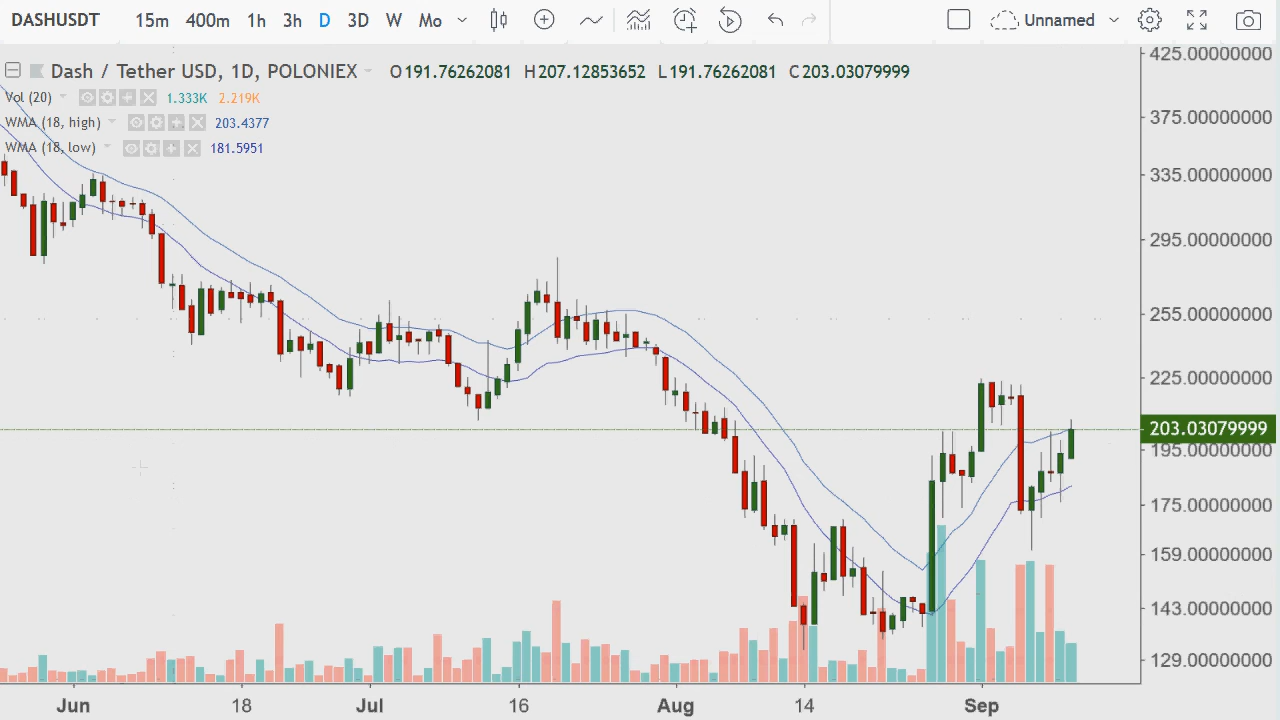 DASHUSDT 15m 400m 1h 3h D 3D W Mo Unnamed
Dash / Tether USD, 1D, POLONIEX O191.76262081 H207.12853652 L191.76262081 C203.03079999
Vol (20) 1.333K 2.219K
WMA (18, high) 203.4377
WMA (18, low) 181.5951
425.00000000
375.00000000
335.00000000
295.00000000
255.00000000
225.00000000
203.03079999
195.00000000
175.00000000
159.00000000
143.00000000
129.00000000
Jun 18 Jul 16 Aug 14 Sep